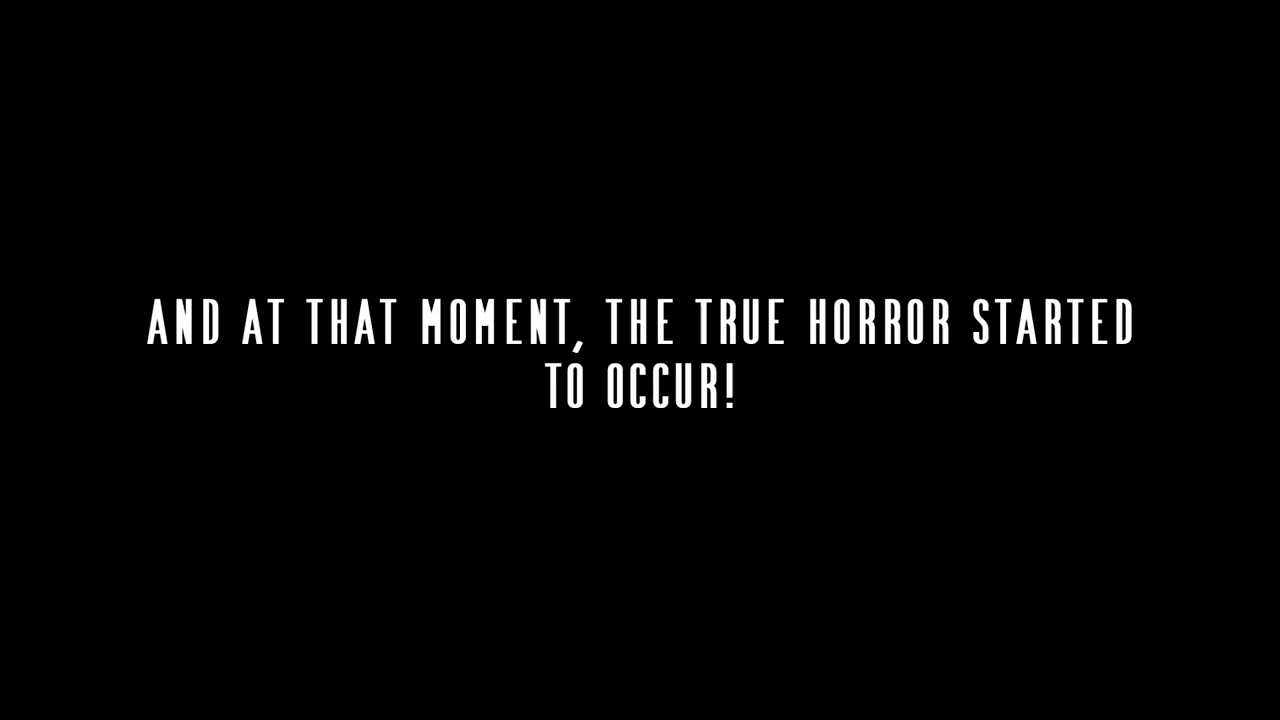 AND AT THAT MOMENT, THE TRUE HORROR STARTED
TO OCCUR!